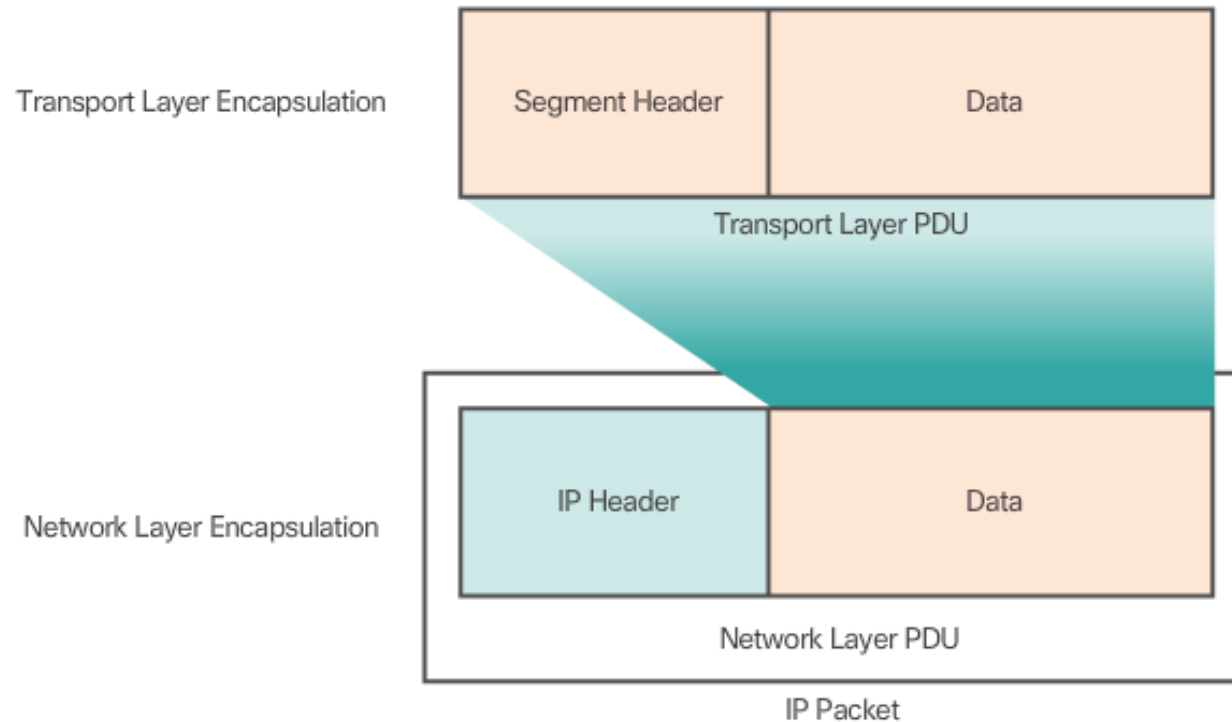 Transport Layer Encapsulation
Segment Header
Data
Transport Layer PDU
Network Layer Encapsulation
IP Header
Data
Network Layer PDU
IP Packet